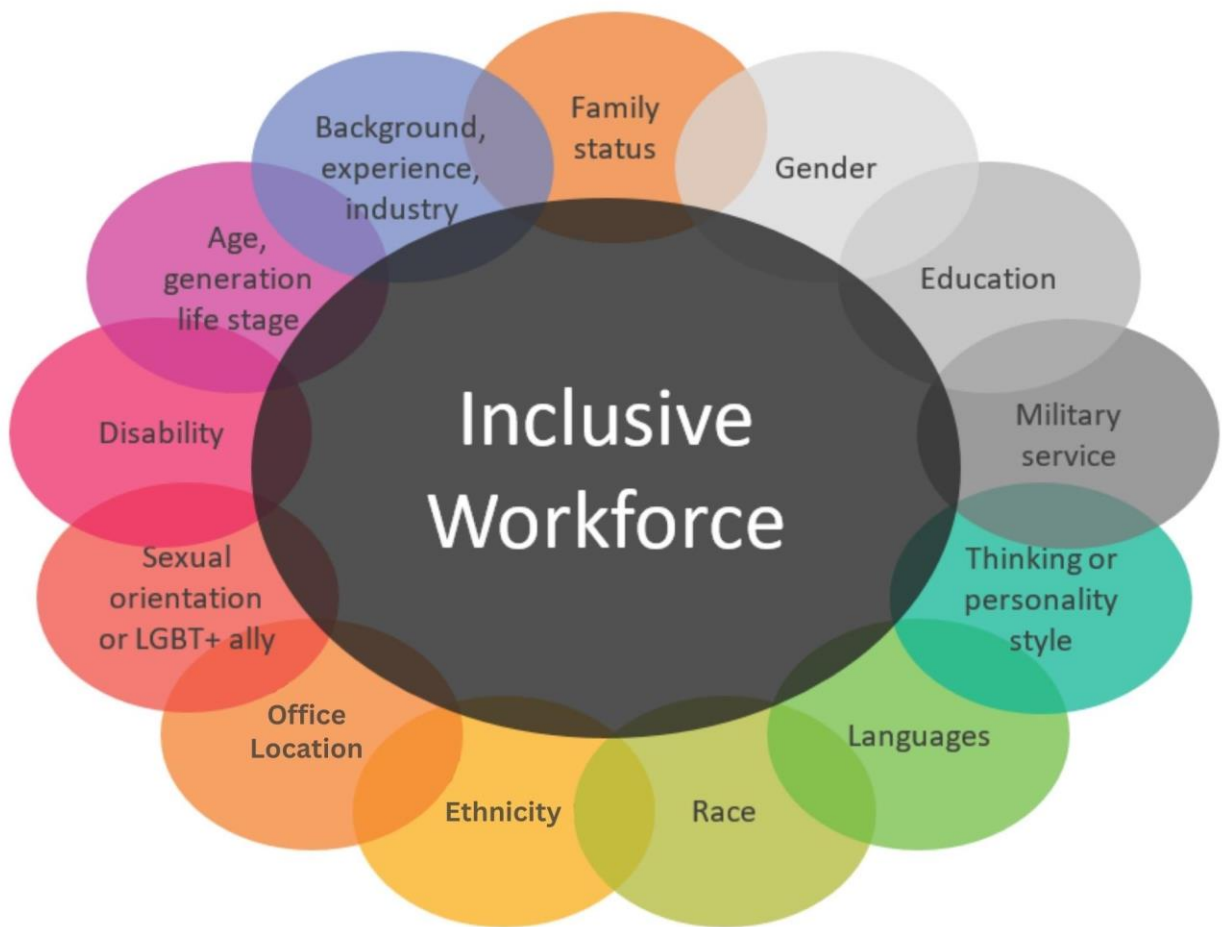 Family
status
Gender
Education
Military
service
Thinking or
personality
style
Languages
Race
Ethnicity
Office
Location
Sexual
orientation
or LGBT+ ally
Disability
Age,
generation
life stage
Background,
experience,
industry
Inclusive
Workforce